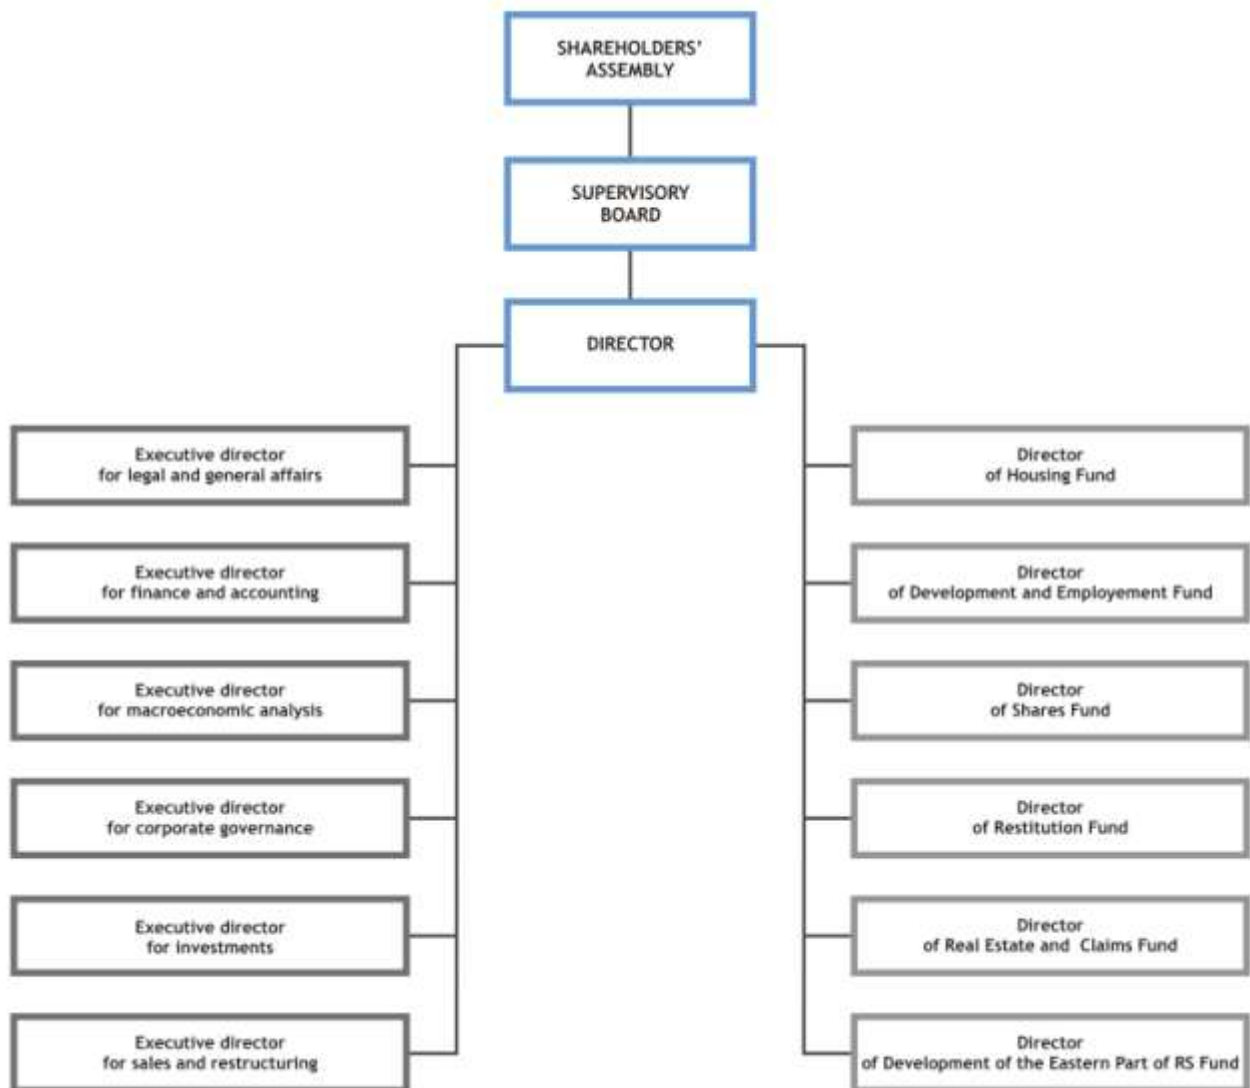 SHAREHOLDERS'
ASSEMBLY
SUPERVISORY
BOARD
DIRECTOR
Executive director
for legal and general affairs
Executive director
for finance and accounting
Executive director
for macroeconomic analysis
Executive director
for corporate governance
Executive director
for investments
Executive director
for sales and restructuring
Director
of Housing Fund
Director
of Development and Employement Fund
Director
of Shares Fund
Director
of Restitution Fund
Director
of Real Estate and Claims Fund
Director
of Development of the Eastern Part of RS Fund